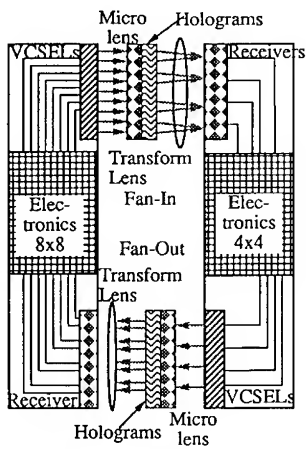 Micro
lens
Holograms
VCSELs
Receivers
Transform
Lens
Fan-In
Elec-
tronics
8x8
Elec-
tronics
4x4
Fan-Out
Transform
Lens
Receiver
VCSELs
Micro
lens
Holograms